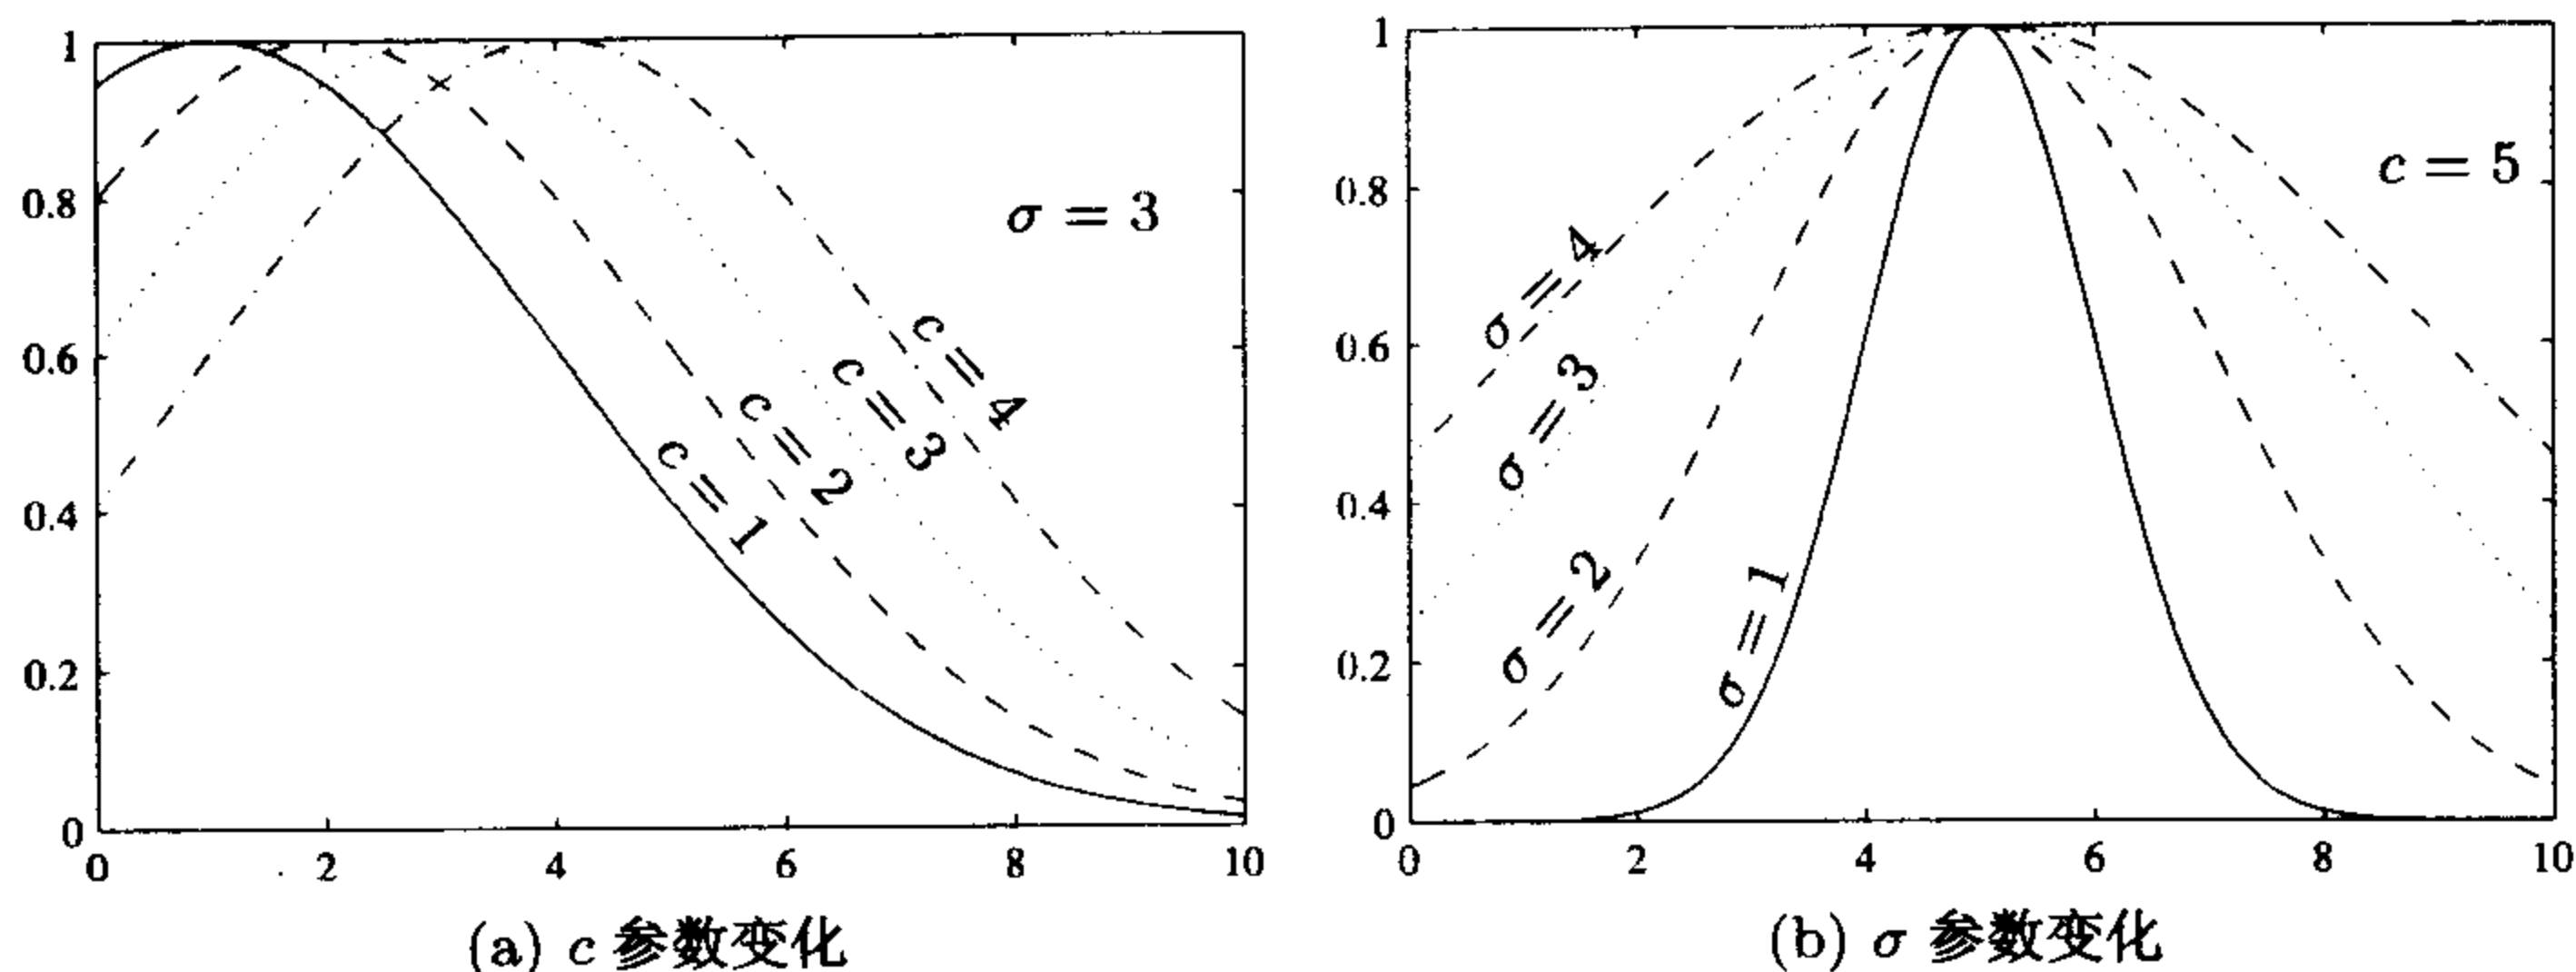 1
0.8
0.6
0.4
0.2
0
0 2 4 6 8 10
σ = 3
c = 1
c = 2
c = 3
c = 4
(a) c 参数变化
1
0.8
0.6
0.4
0.2
0
0 2 4 6 8 10
c = 5
σ = 4
σ = 3
σ = 2
σ = 1
(b) σ 参数变化